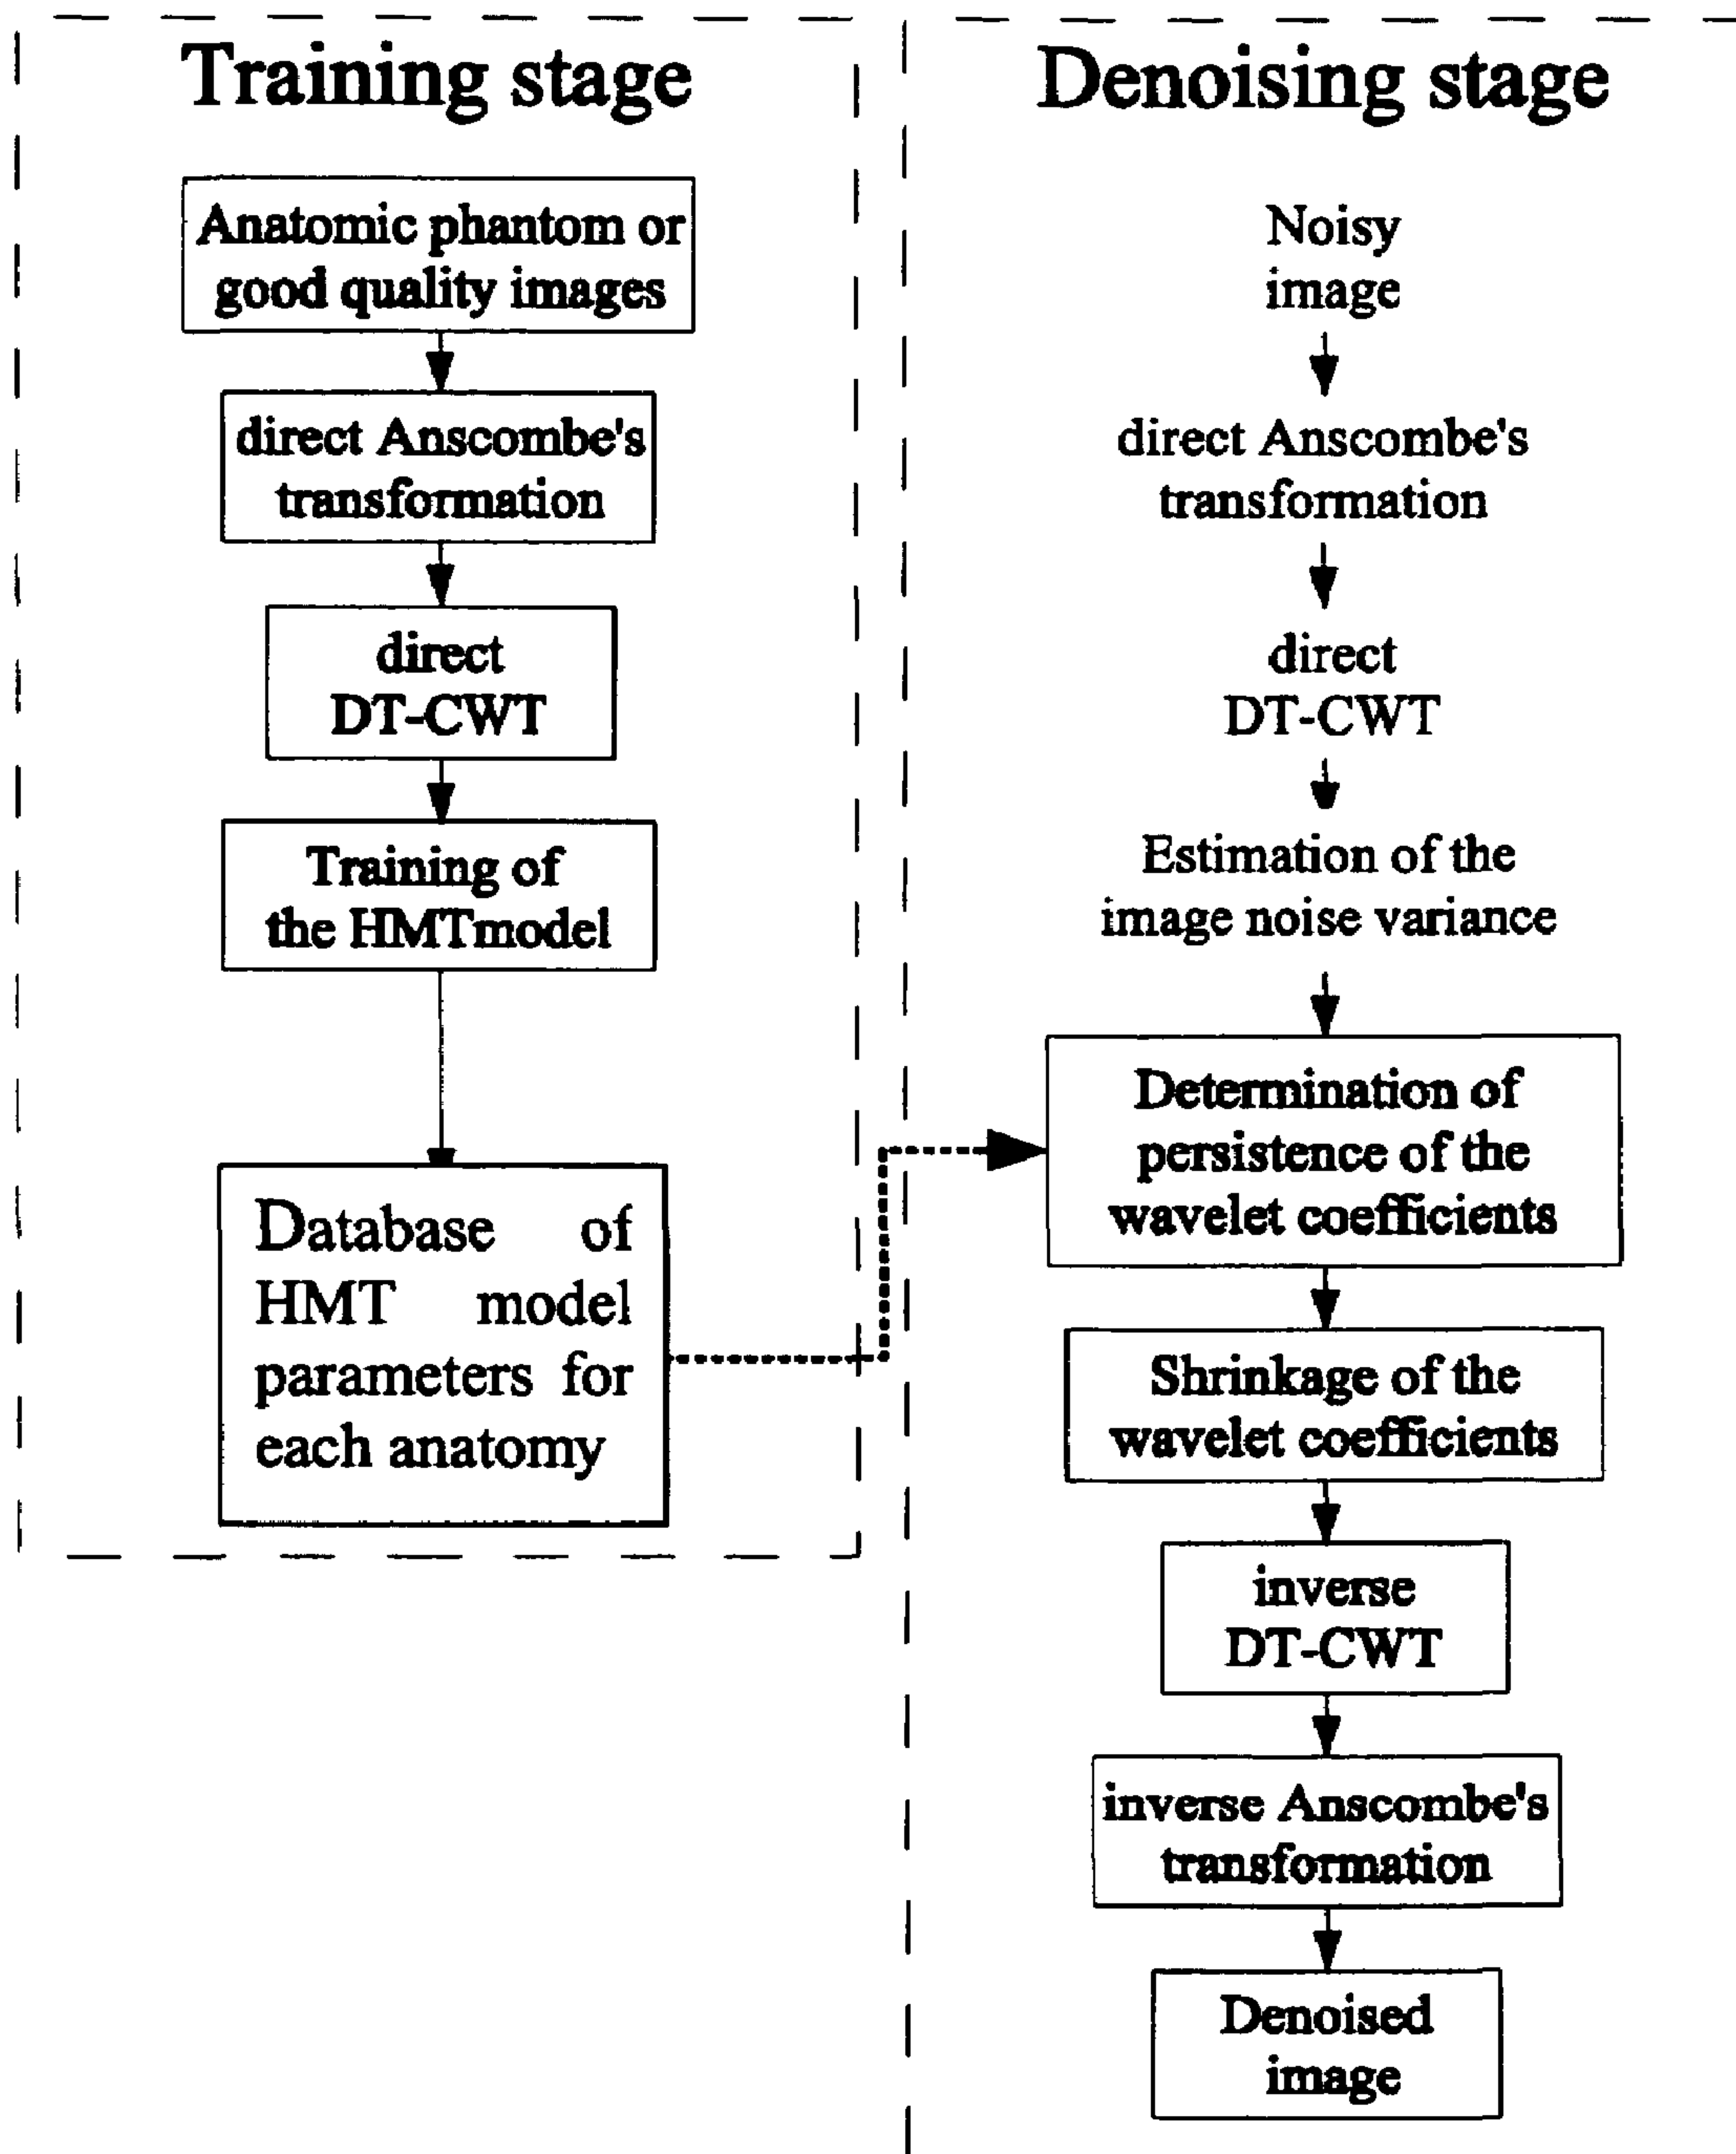 Training stage
Anatomic phantom or
good quality images
direct Anscombe's
transformation
direct
DT-CWT
Training of
the HMTmodel
Database of
HMT model
parameters for
each anatomy
Denoising stage
Noisy
image
direct Anscombe's
transformation
direct
DT-CWT
Estimation of the
image noise variance
Determination of
persistence of the
wavelet coefficients
Shrinkage of the
wavelet coefficients
inverse
DT-CWT
inverse Anscombe's
transformation
Denoised
image